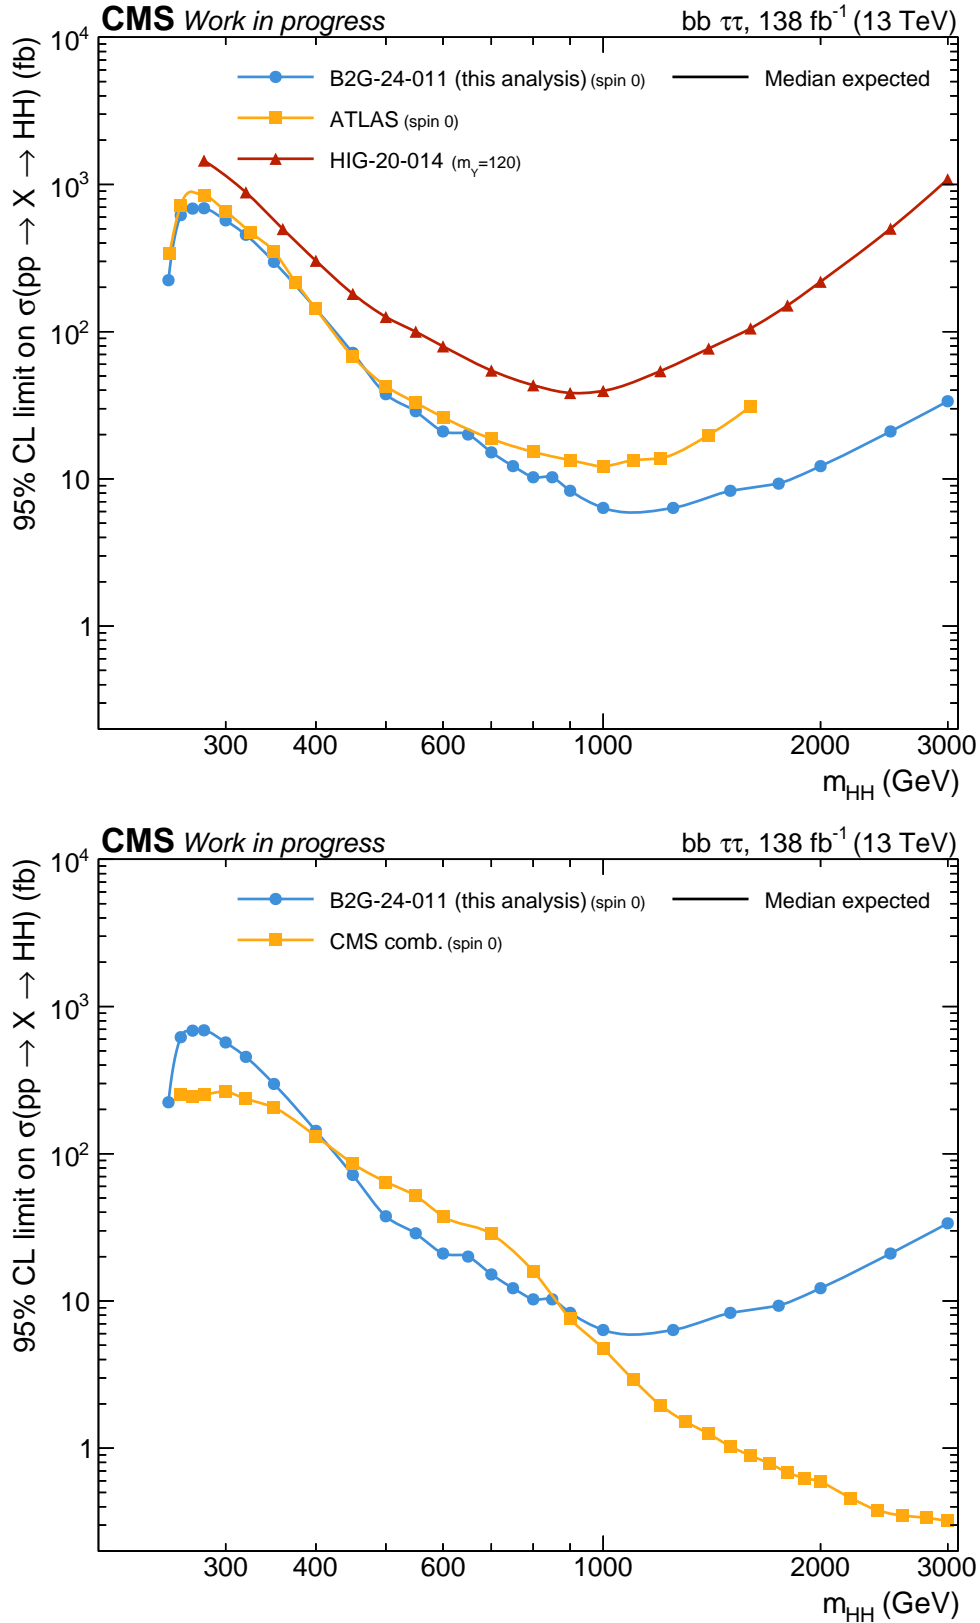 CMS Work in progress bb ττ, 138 fb⁻¹ (13 TeV)
95% CL limit on σ(pp → X → HH) (fb)
B2G-24-011 (this analysis) (spin 0) Median expected
ATLAS (spin 0)
HIG-20-014 (m_Y=120)
10⁴
10³
10²
10
1
300 400 600 1000 2000 3000
m_HH (GeV)
CMS Work in progress bb ττ, 138 fb⁻¹ (13 TeV)
95% CL limit on σ(pp → X → HH) (fb)
B2G-24-011 (this analysis) (spin 0) Median expected
CMS comb. (spin 0)
10⁴
10³
10²
10
1
300 400 600 1000 2000 3000
m_HH (GeV)